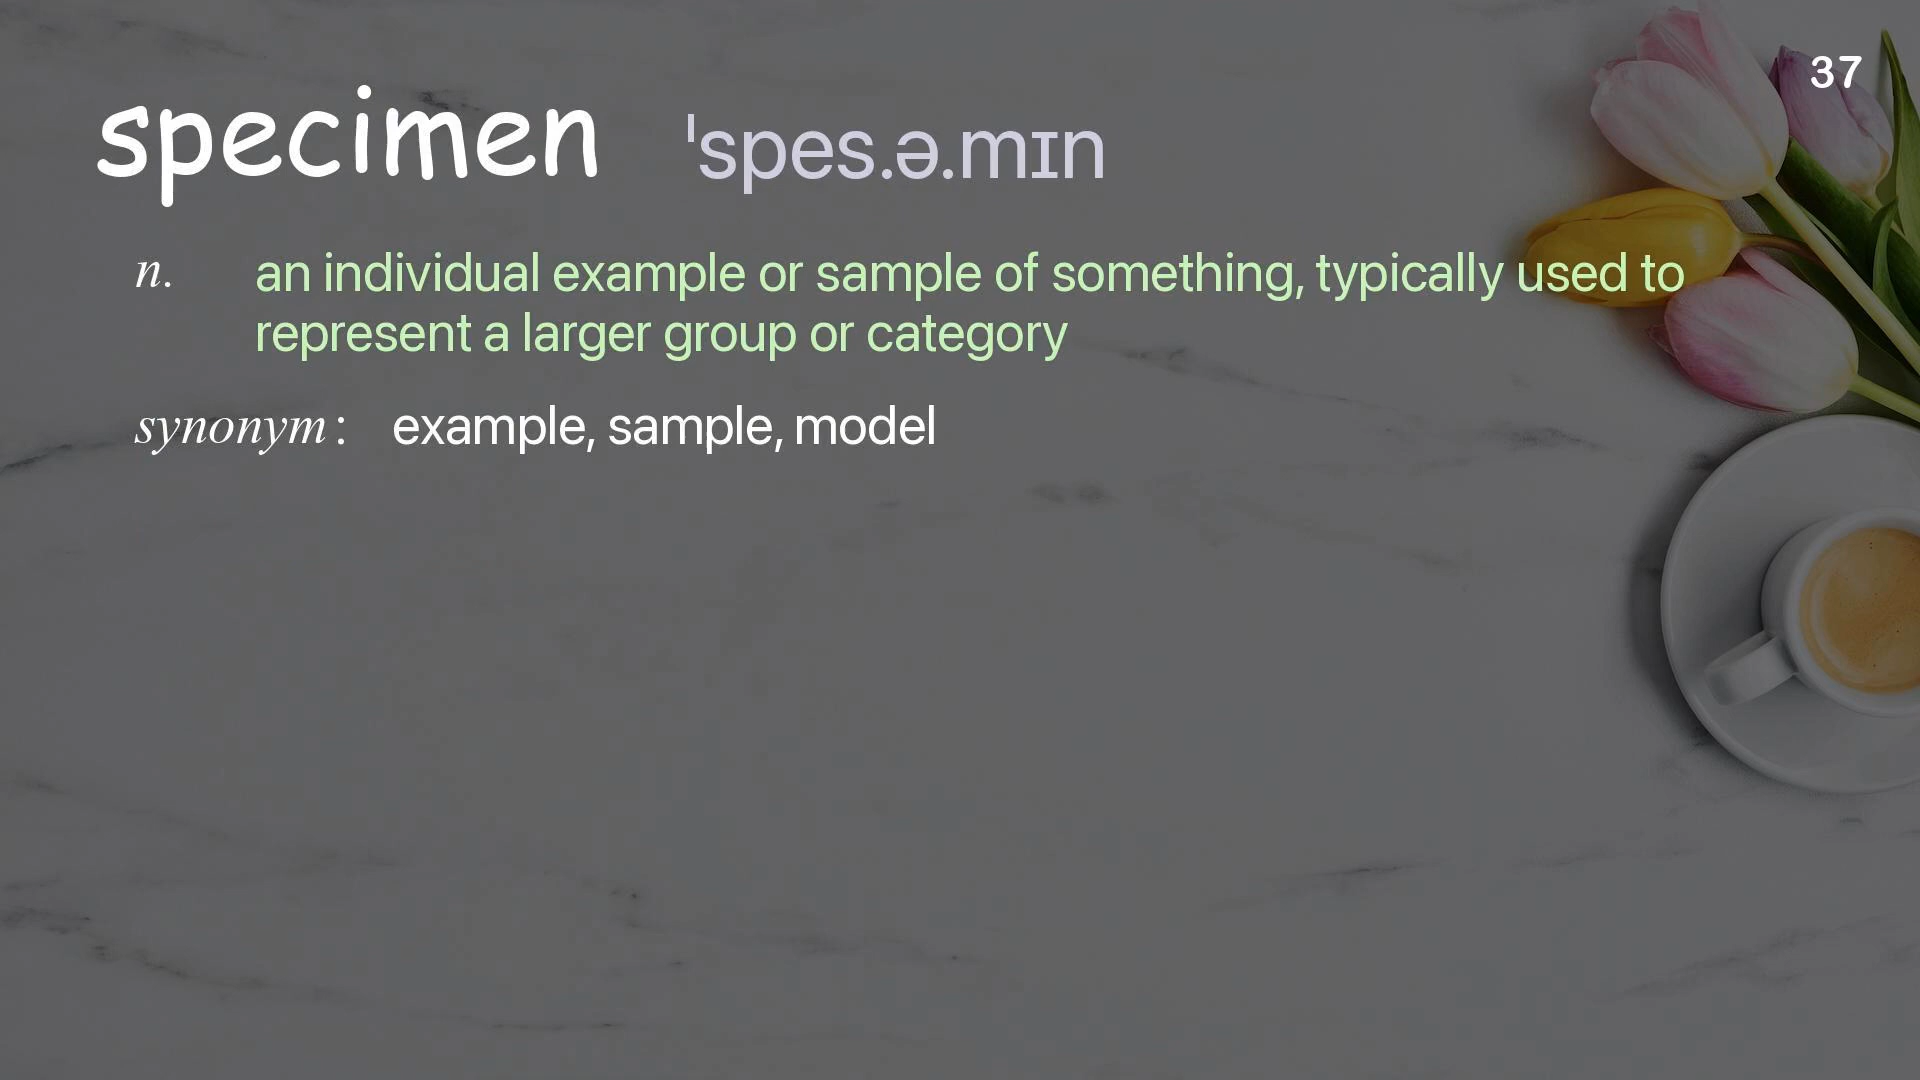 37
specimen ˈspes.ə.mɪn
n. an individual example or sample of something, typically used to
represent a larger group or category
synonym: example, sample, model